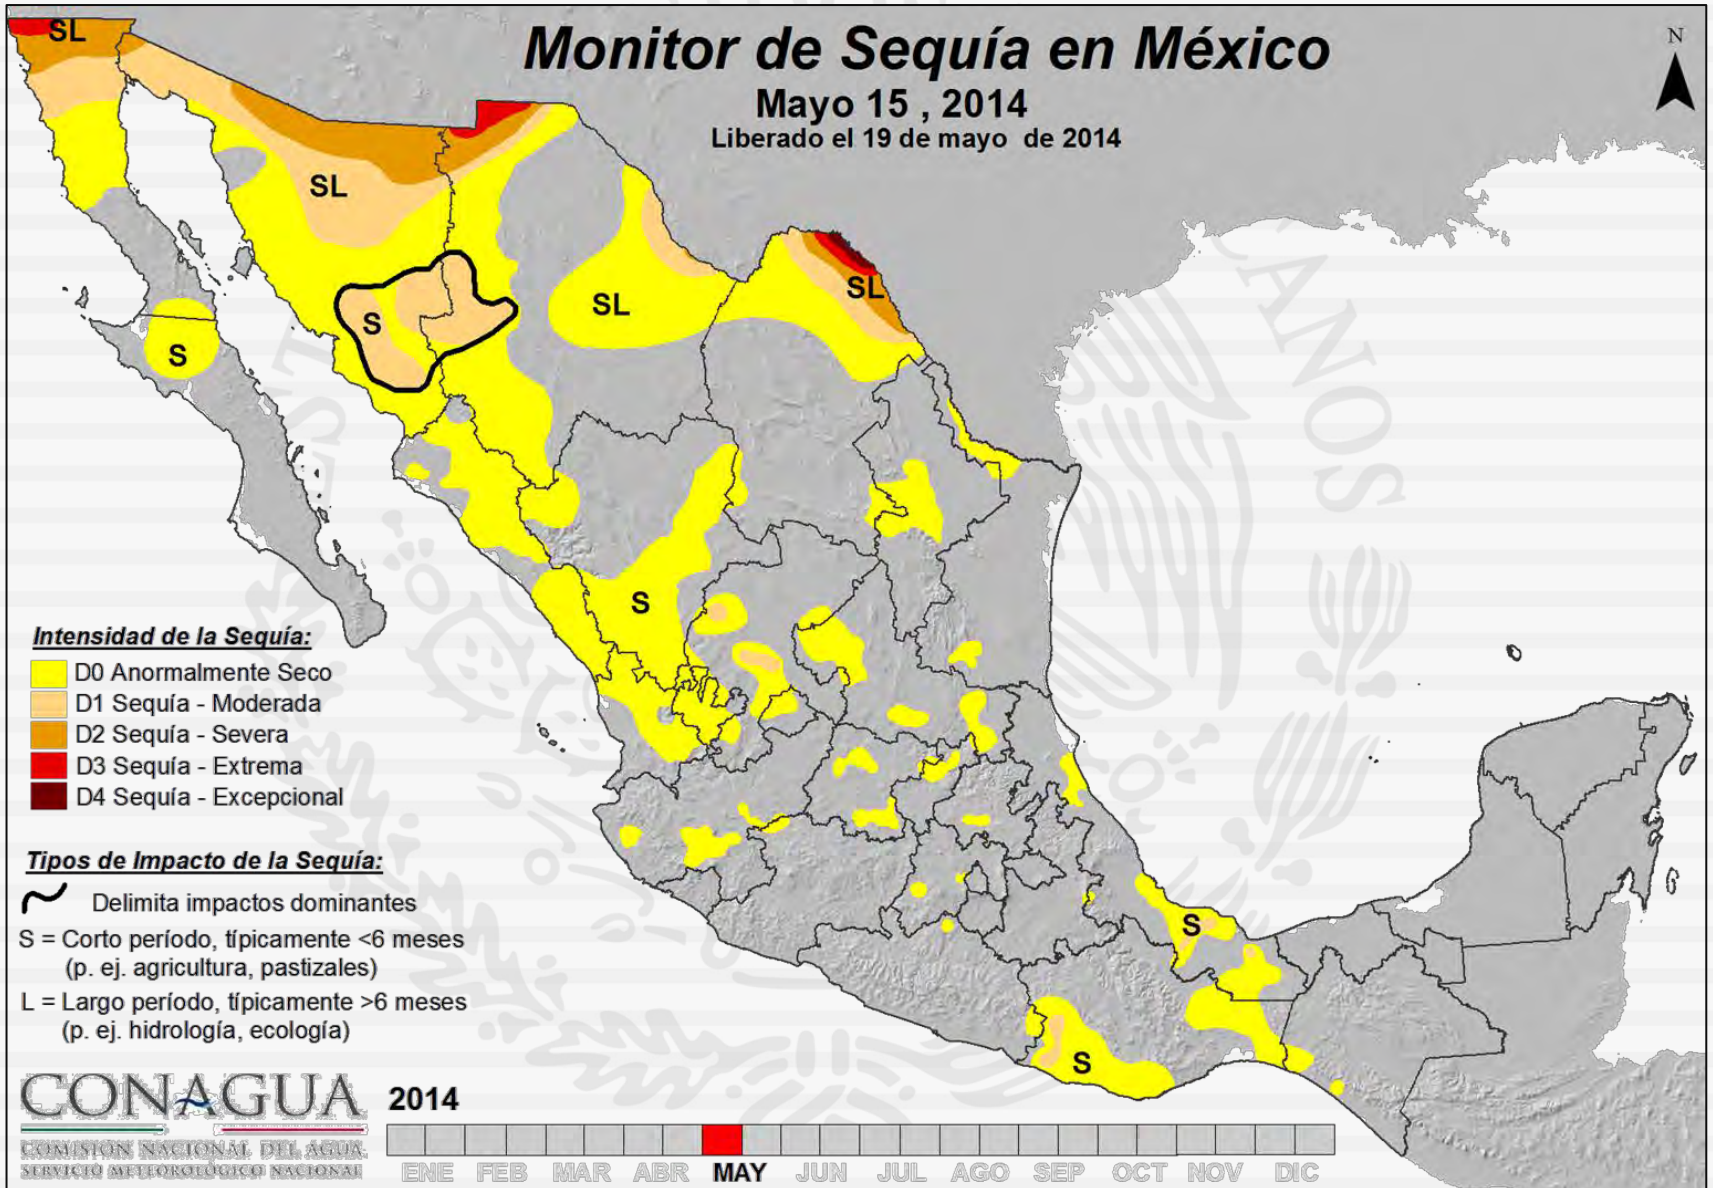 Monitor de Sequía en México
Mayo 15 , 2014
Liberado el 19 de mayo de 2014
N
SL
SL
S
SL
SL
S
S
S
S
Intensidad de la Sequía:
D0 Anormalmente Seco
D1 Sequía - Moderada
D2 Sequía - Severa
D3 Sequía - Extrema
D4 Sequía - Excepcional
Tipos de Impacto de la Sequía:
Delimita impactos dominantes
S = Corto período, típicamente <6 meses
(p. ej. agricultura, pastizales)
L = Largo período, típicamente >6 meses
(p. ej. hidrología, ecología)
CONAGUA
COMISIÓN NACIONAL DEL AGUA
SERVICIO METEOROLÓGICO NACIONAL
2014
ENE FEB MAR ABR MAY JUN JUL AGO SEP OCT NOV DIC